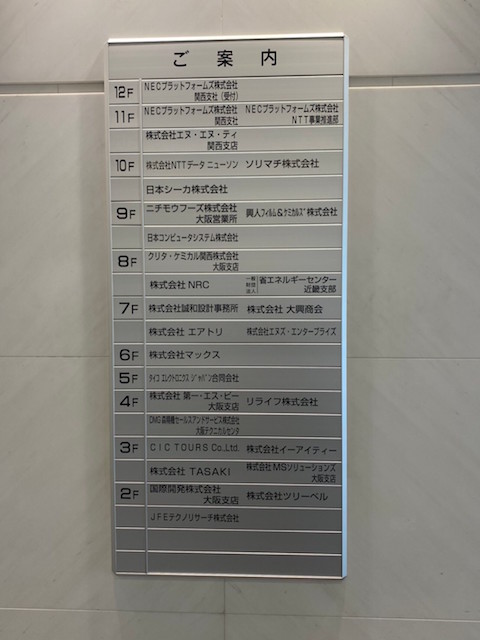 ご案内
12F NECプラットフォームズ株式会社
関西支社(受付)
11F NECプラットフォームズ株式会社 NECプラットフォームズ株式会社
関西支社 NTT事業推進部
株式会社エヌ・エヌ・ティ
関西支店
10F 株式会社NTTデータ ニューソン ソリマチ株式会社
日本シーカ株式会社
9F ニチモウフーズ株式会社
大阪営業所 興人フィルム&ケミカルズ株式会社
日本コンピュータシステム株式会社
8F クリタ・ケミカル関西株式会社
大阪支店
株式会社 NRC 一般財団法人 省エネルギーセンター
近畿支部
7F 株式会社誠和設計事務所 株式会社 大興商会
株式会社 エアトリ 株式会社エヌズ・エンタープライズ
6F 株式会社マックス
5F タイコ エレクトロニクス ジャパン合同会社
4F 株式会社 第一・エス・ピー
大阪支店 リライフ株式会社
DMG森精機セールスアンドサービス株式会社
大阪テクニカルセンタ
3F CIC TOURS Co.,Ltd. 株式会社イーアイティー
株式会社 TASAKI 株式会社MSソリューションズ
大阪支店
2F 国際開発株式会社
大阪支店 株式会社ツリーベル
JFEテクノリサーチ株式会社